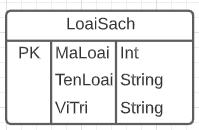 LoaiSach
PK MaLoai Int
TenLoai String
ViTri String